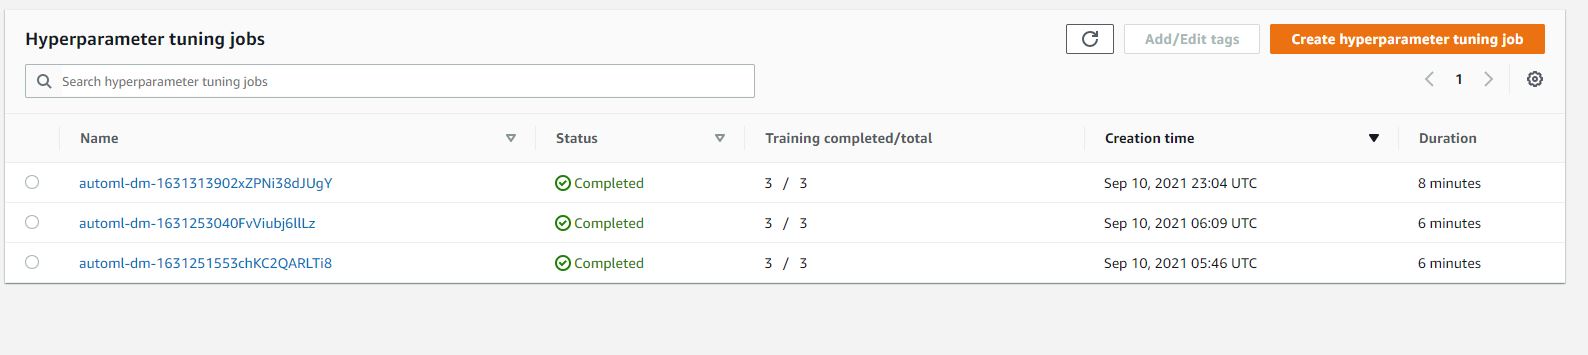 Hyperparameter tuning jobs
Add/Edit tags
Create hyperparameter tuning job
Search hyperparameter tuning jobs
1
Name Status Training completed/total Creation time Duration
automl-dm-1631313902xZPNi38dJUgY Completed 3 / 3 Sep 10, 2021 23:04 UTC 8 minutes
automl-dm-1631253040FvViubj6llLz Completed 3 / 3 Sep 10, 2021 06:09 UTC 6 minutes
automl-dm-1631251553chKC2QARLTi8 Completed 3 / 3 Sep 10, 2021 05:46 UTC 6 minutes